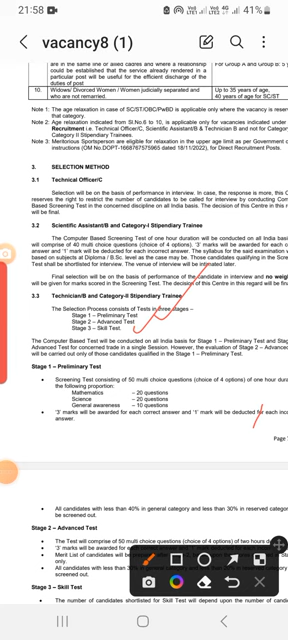 21:58
41%
vacancy8 (1)
are in the same line or allied cadres and where a relationship
could be established that the service already rendered in a
particular post will be useful for the efficient discharge of the
duties of post
For Group A and Group B: 5
10. Widows/ Divorced Women / Women judicially separated and
who are not remarried.
Up to 35 years of age,
40 years of age for SC/ST
Note 1: The age relaxation in case of SC/ST/OBC/PwBD is applicable only where the vacancy is reserv
that category.
Note 2: Age relaxation indicated from Sl.No.6 to 10, is applicable only for vacancies indicated under
Recruitment i.e. Technical Officer/C, Scientific Assistant/B & Technician B and not for Category
Category II Stipendiary Trainees.
Note 3: Meritorious Sportsperson are eligible for relaxation in the upper age limit as per Government o
instructions (OM No.DOPT-1668767575965 dated 18/11/2022), for Direct Recruitment Posts.
3. SELECTION METHOD
3.1 Technical Officer/C
Selection will be on the basis of performance in interview. In case, the response is more, this C
reserves the right to restrict the number of candidates to be called for interview by conducting Comp
Based Screening Test in the concerned discipline on all India basis. The decision of this Centre in this r
will be final.
3.2 Scientific Assistant/B and Category-I Stipendiary Trainee
The Computer Based Screening Test of one hour duration will be conducted on all India basi
will comprise of 40 multi choice questions (choice of 4 options). '3' marks will be awarded for each c
answer and '1' mark will be deducted for each incorrect answer. The syllabus for the said examination
based on subjects at Diploma / B.Sc. level as the case may be. Those candidates qualifying in the Scree
Test shall be shortlisted for interview. The venue of interview will be intimated later.
Final selection will be on the basis of performance of the candidate in interview and no weig
will be given for marks scored in the Screening Test. The decision of this Centre in this regard will be final
3.3 Technician/B and Category-II Stipendiary Trainee
The Selection Process consists of Tests in three stages –
Stage 1 – Preliminary Test
Stage 2 – Advanced Test
Stage 3 – Skill Test.
The Computer Based Test will be conducted on all India basis for Stage 1 – Preliminary Test and Stag
Advanced Test for concerned trade in a single Session. However, the evaluation of Stage 2 – Advance
will be carried out only of those candidates qualified in the Stage 1 – Preliminary Test.
Stage 1 – Preliminary Test
• Screening Test consisting of 50 multi choice questions (choice of 4 options) of one hour dura
the following proportion:
Mathematics – 20 questions
Science – 20 questions
General awareness – 10 questions
• '3' marks will be awarded for each correct answer and '1' mark will be deducted for each inco
answer.
Page
• All candidates with less than 40% in general category and less than 30% in reserved categor
be screened out.
Stage 2 – Advanced Test
• The Test will comprise of 50 multi choice questions (choice of 4 options) of two hours d
• '3' marks will be awarded for each
• Merit List of candidates will be
only.
• All candidates with less than
screened out.
Stage 3 – Skill Test
• The number of candidates shortlisted for Skill Test will depend upon the number of candi